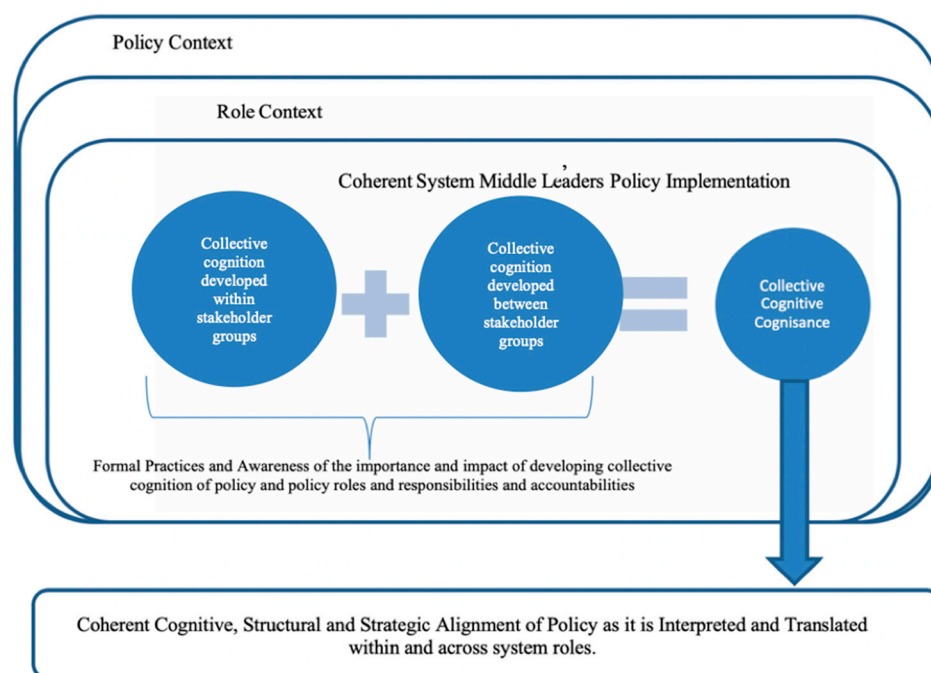 Policy Context
Role Context
Coherent System Middle Leaders’ Policy Implementation
Collective
cognition
developed
within
stakeholder
groups
Collective
cognition
developed
between
stakeholder
groups
Collective
Cognitive
Cognisance
Formal Practices and Awareness of the importance and impact of developing collective
cognition of policy and policy roles and responsibilities and accountabilities
Coherent Cognitive, Structural and Strategic Alignment of Policy as it is Interpreted and Translated
within and across system roles.